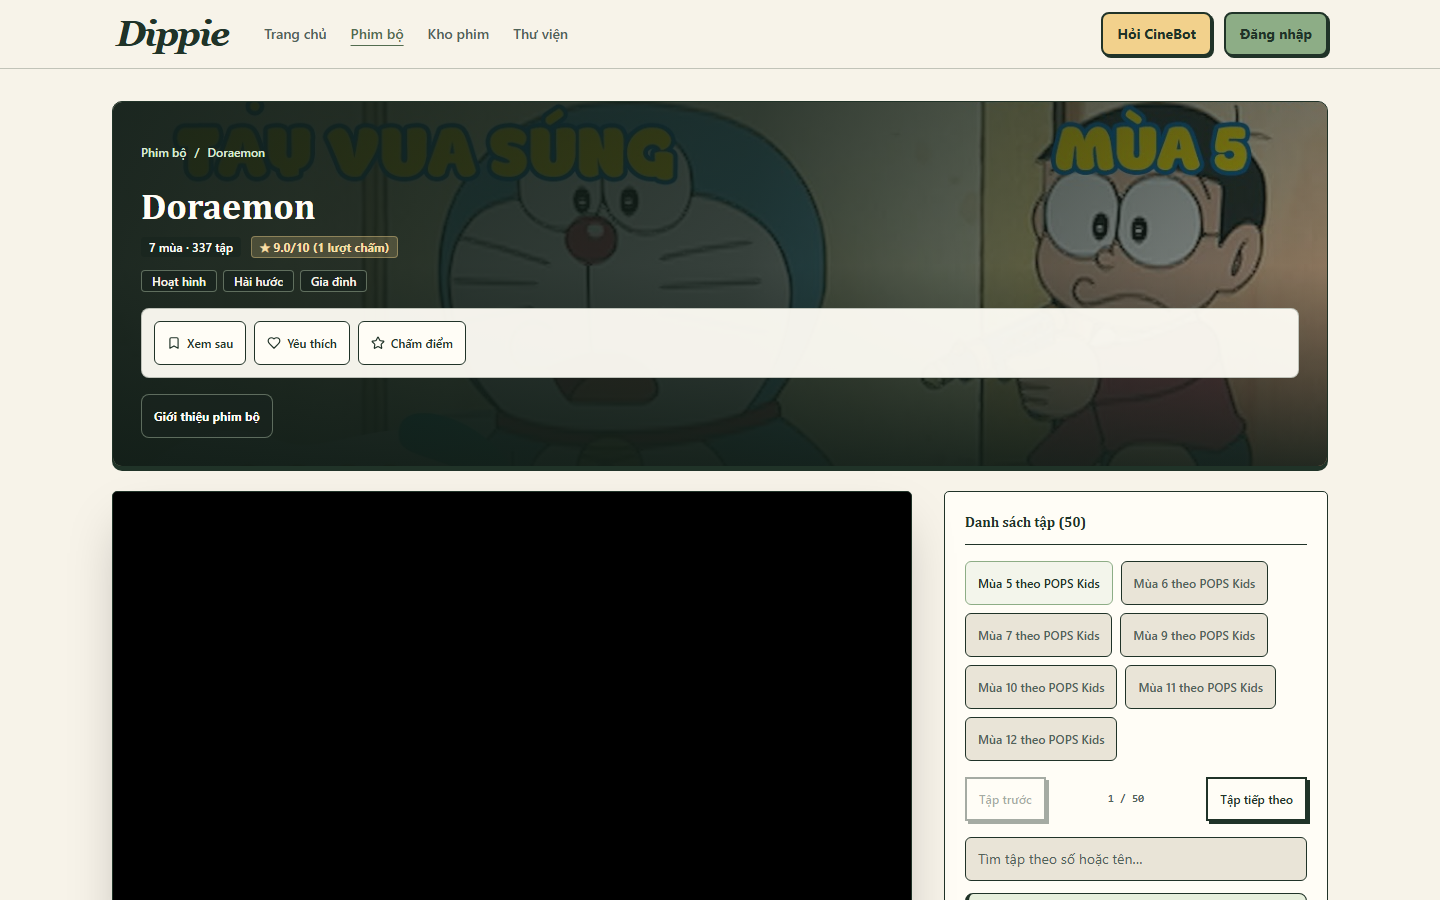 Dippie
Trang chủ
Phim bộ
Kho phim
Thư viện
Hỏi CineBot
Đăng nhập
TẨY VUA SÚNG
MÙA 5
Phim bộ / Doraemon
Doraemon
7 mùa · 337 tập
★ 9.0/10 (1 lượt chấm)
Hoạt hình
Hài hước
Gia đình
Xem sau
Yêu thích
Chấm điểm
Giới thiệu phim bộ
Danh sách tập (50)
Mùa 5 theo POPS Kids
Mùa 6 theo POPS Kids
Mùa 7 theo POPS Kids
Mùa 9 theo POPS Kids
Mùa 10 theo POPS Kids
Mùa 11 theo POPS Kids
Mùa 12 theo POPS Kids
Tập trước
1 / 50
Tập tiếp theo
Tìm tập theo số hoặc tên...